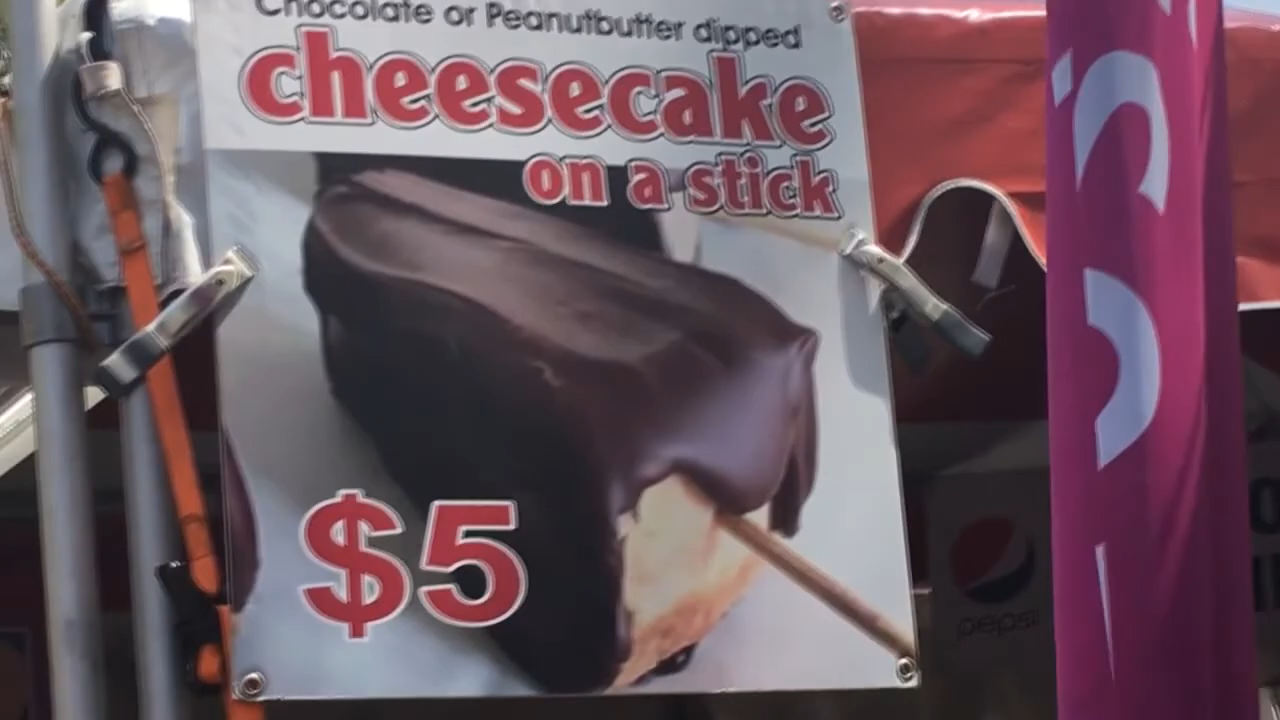 Chocolate or Peanutbutter dipped
cheesecake
on a stick
$5
pepsi